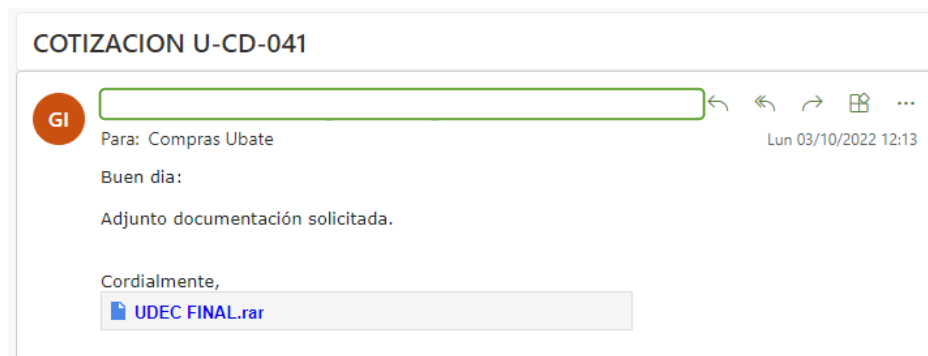 COTIZACION U-CD-041
GI
Para: Compras Ubate
Lun 03/10/2022 12:13
Buen dia:
Adjunto documentación solicitada.
Cordialmente,
UDEC FINAL.rar